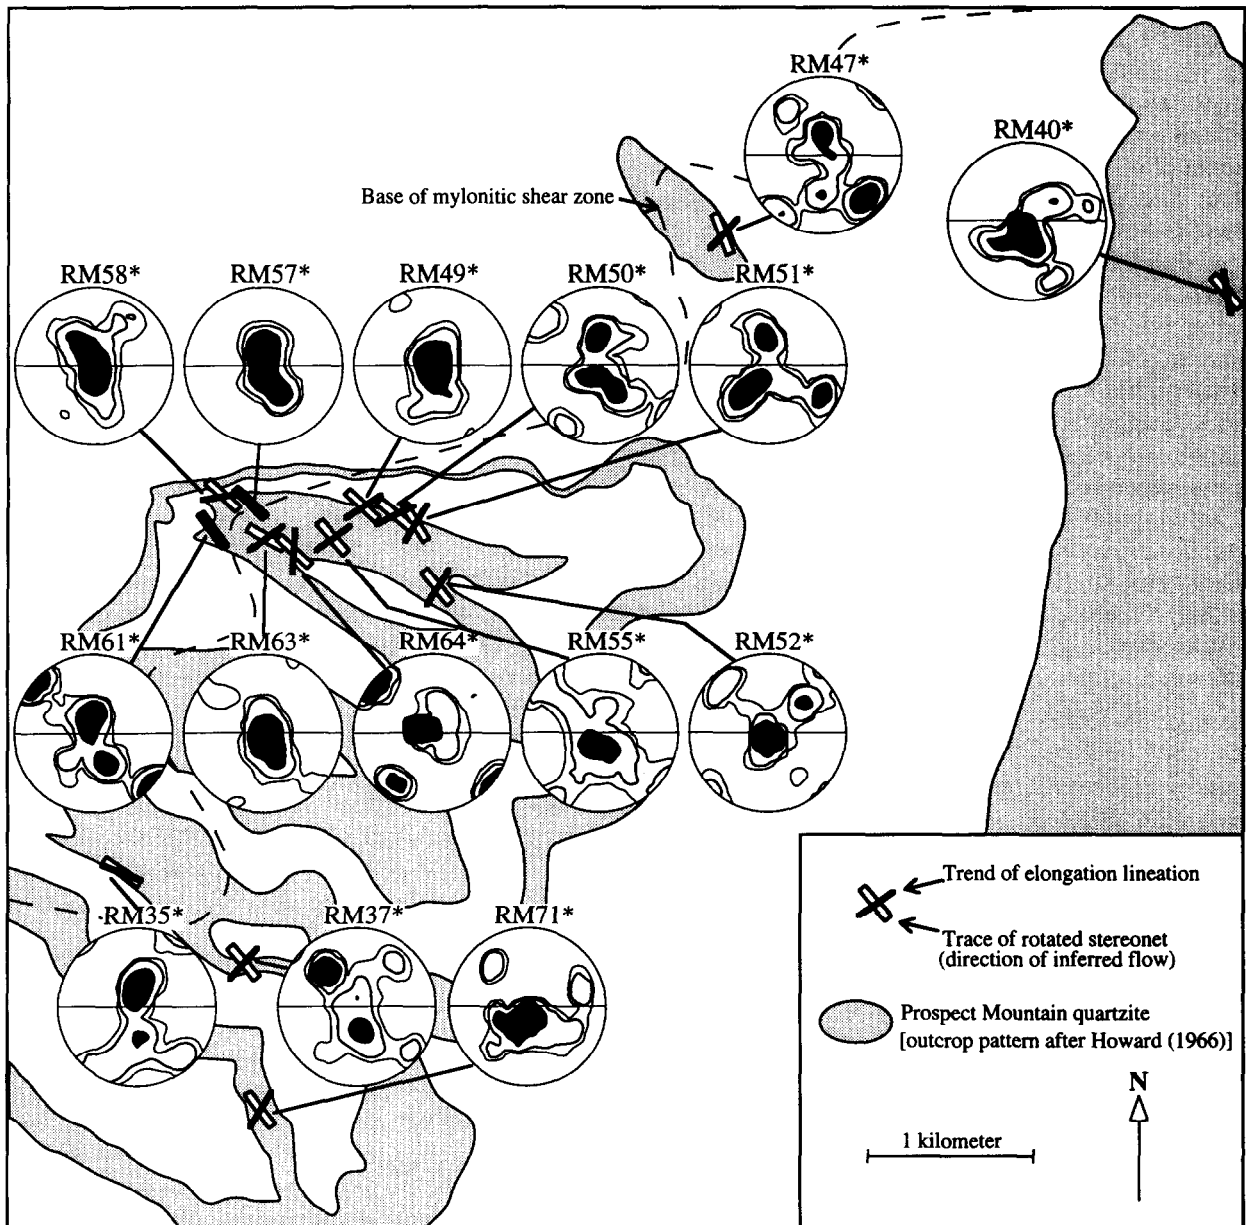 RM47*
RM40*
Base of mylonitic shear zone
RM58*
RM57*
RM49*
RM50*
RM51*
RM61*
RM63*
RM64*
RM55*
RM52*
RM35*
RM37*
RM71*
Trend of elongation lineation
Trace of rotated stereonet
(direction of inferred flow)
Prospect Mountain quartzite
[outcrop pattern after Howard (1966)]
N
1 kilometer